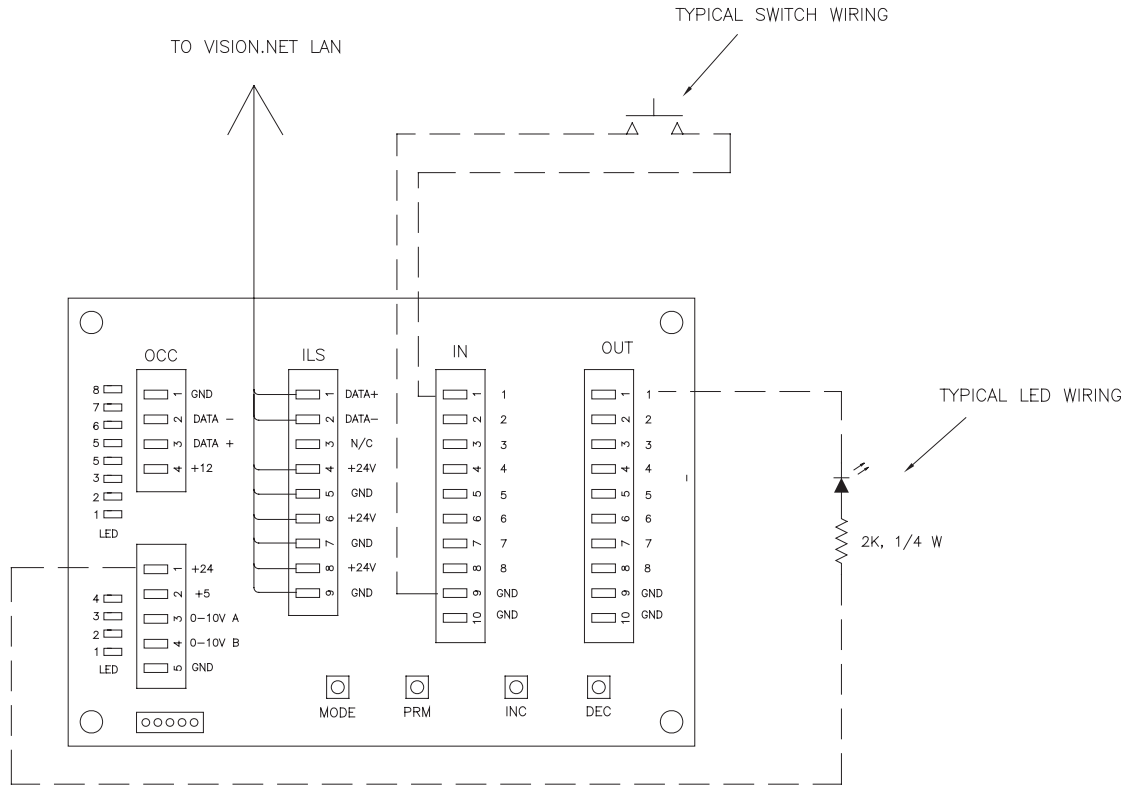 TYPICAL SWITCH WIRING
TO VISION.NET LAN
OCC
8
7
6
5
5
3
2
1
LED
1 GND
2 DATA -
3 DATA +
4 +12
4
3
2
1
LED
1 +24
2 +5
3 0-10V A
4 0-10V B
5 GND
ILS
1 DATA+
2 DATA-
3 N/C
4 +24V
5 GND
6 +24V
7 GND
8 +24V
9 GND
IN
1 1
2 2
3 3
4 4
5 5
6 6
7 7
8 8
9 GND
10 GND
OUT
1 1
2 2
3 3
4 4
5 5
6 6
7 7
8 8
9 GND
10 GND
TYPICAL LED WIRING
2K, 1/4 W
MODE
PRM
INC
DEC